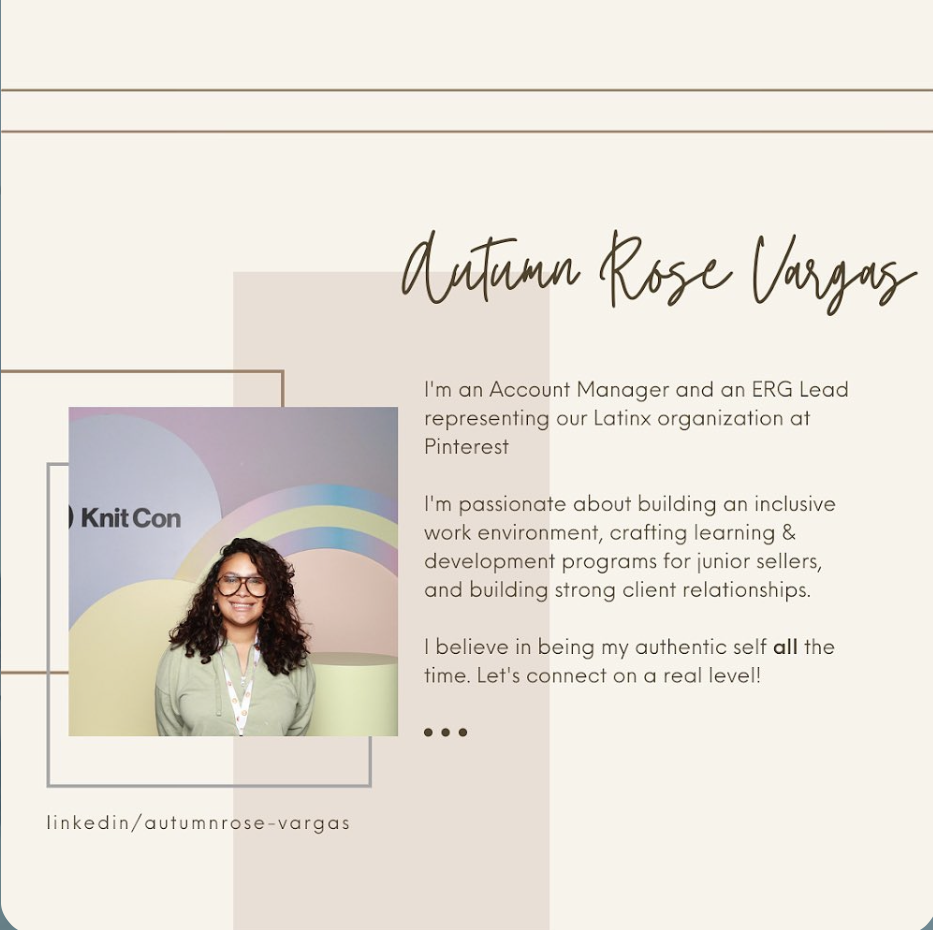 Autumn Rose Vargas
I'm an Account Manager and an ERG Lead
representing our Latinx organization at
Pinterest
I'm passionate about building an inclusive
work environment, crafting learning &
development programs for junior sellers,
and building strong client relationships.
I believe in being my authentic self all the
time. Let's connect on a real level!
Knit Con
linkedin/autumnrose-vargas